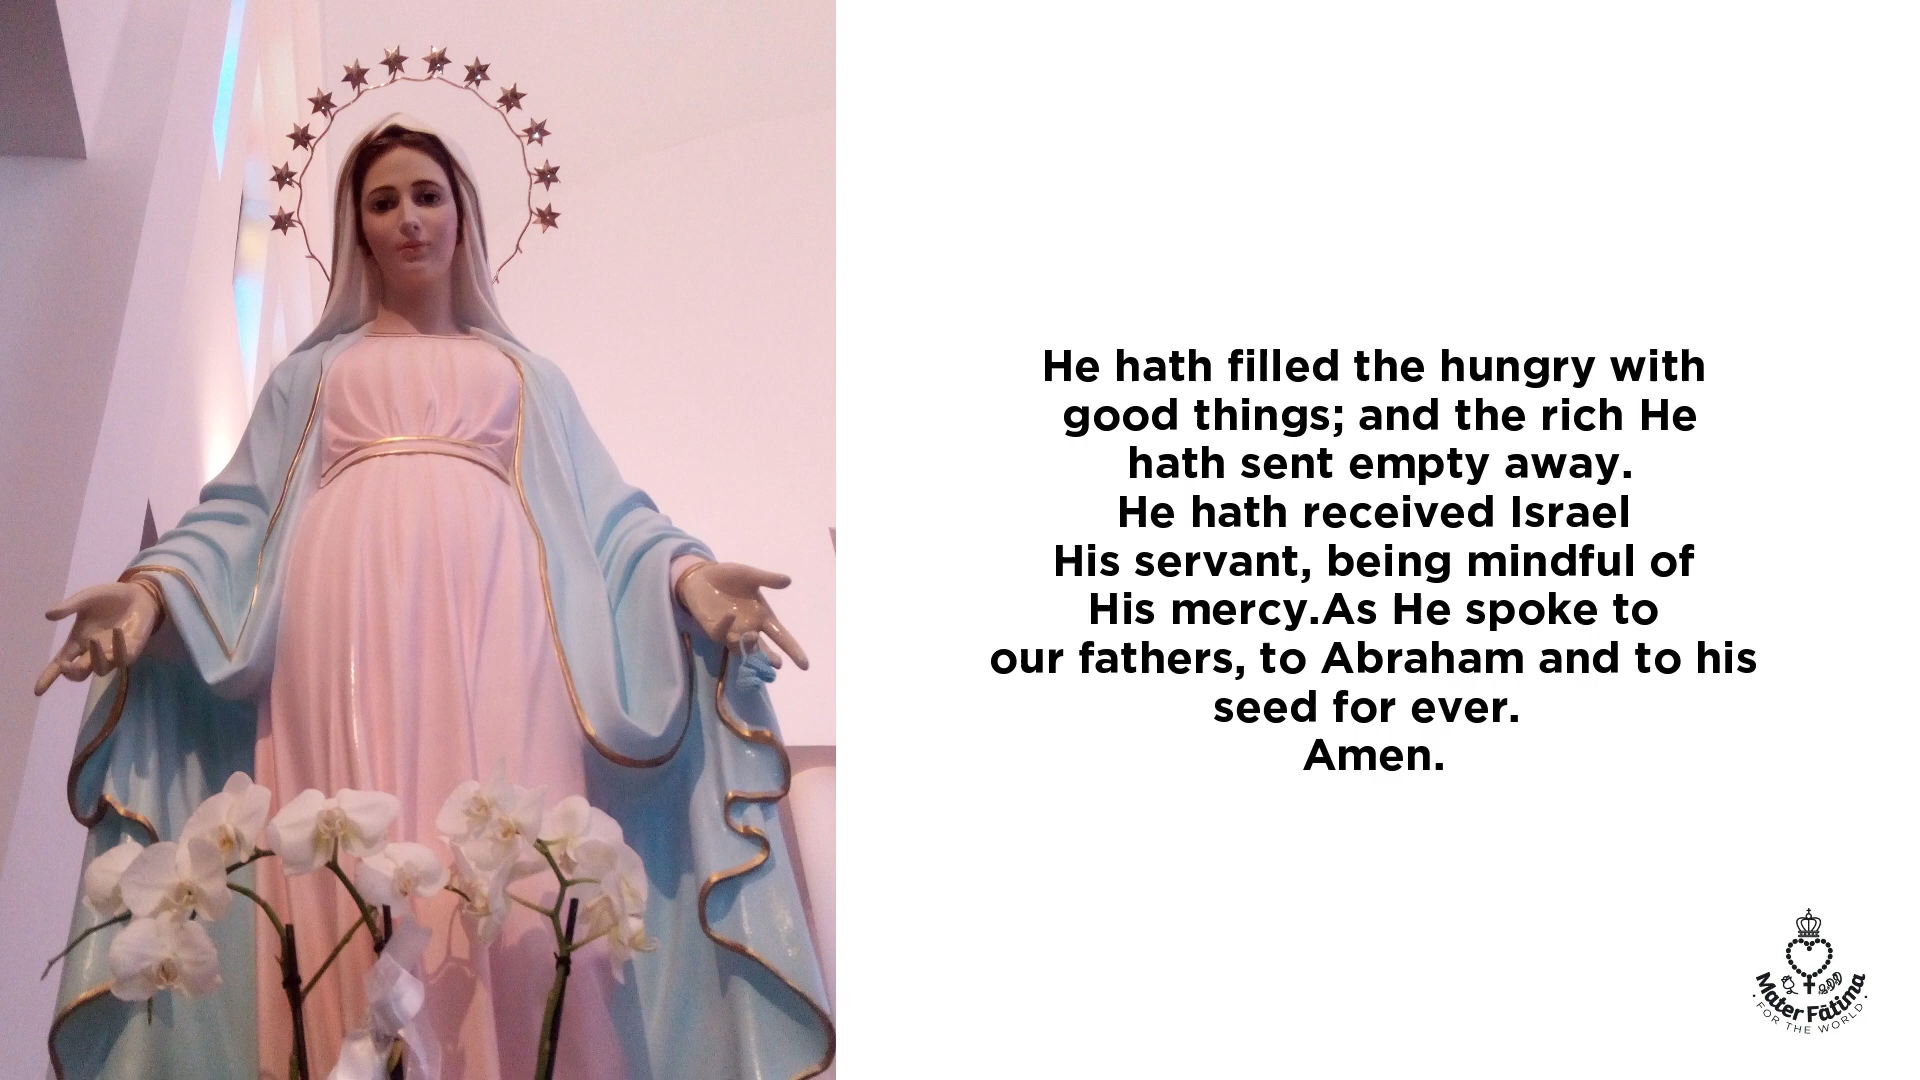 He hath filled the hungry with
good things; and the rich He
hath sent empty away.
He hath received Israel
His servant, being mindful of
His mercy.As He spoke to
our fathers, to Abraham and to his
seed for ever.
Amen.
Mater Fātima
· FOR THE WORLD ·